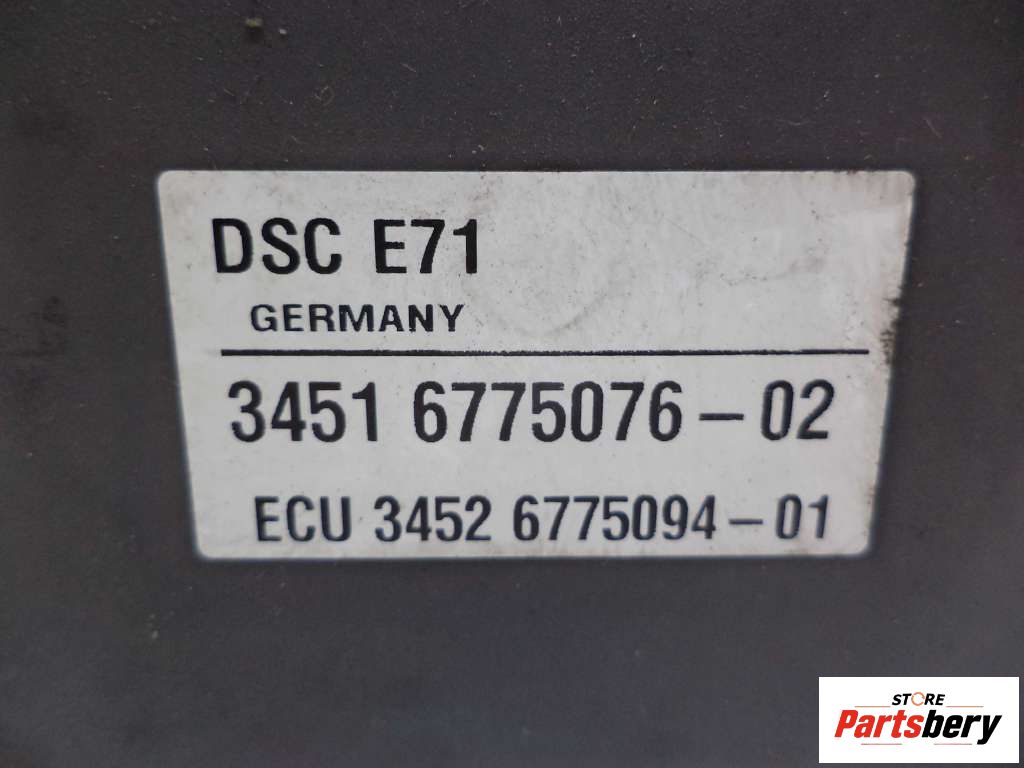 DSC E71
GERMANY
3451 6775076-02
ECU 3452 6775094-01
STORE
Partsbery